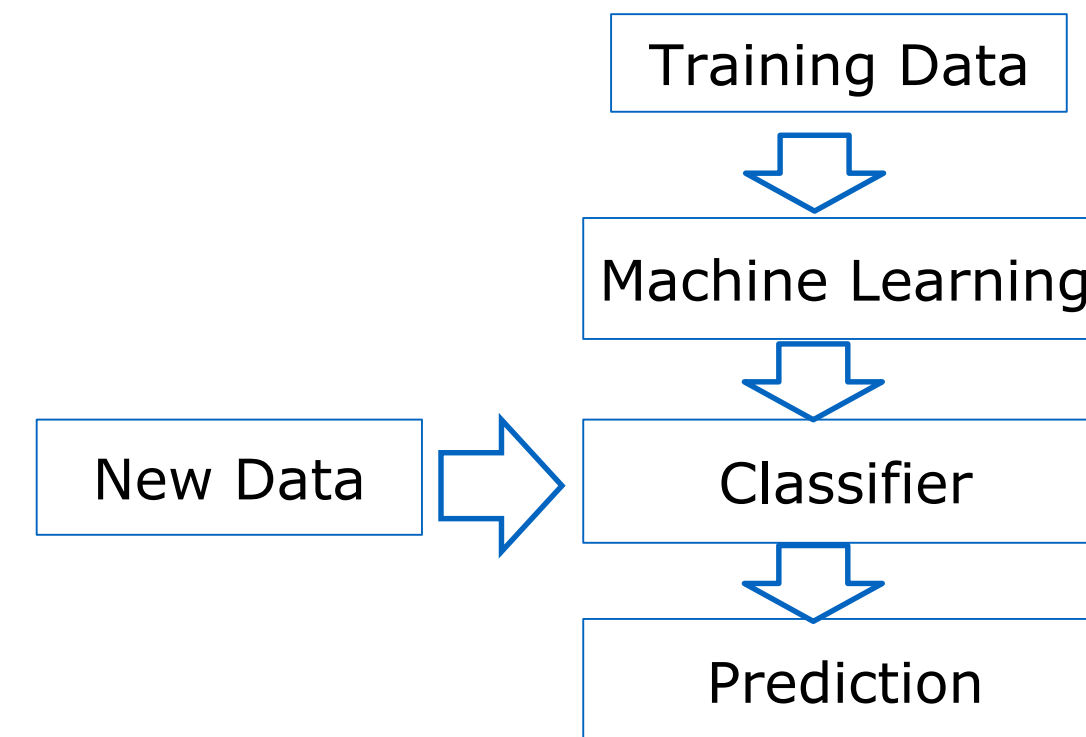 Training Data
Machine Learning
New Data
Classifier
Prediction